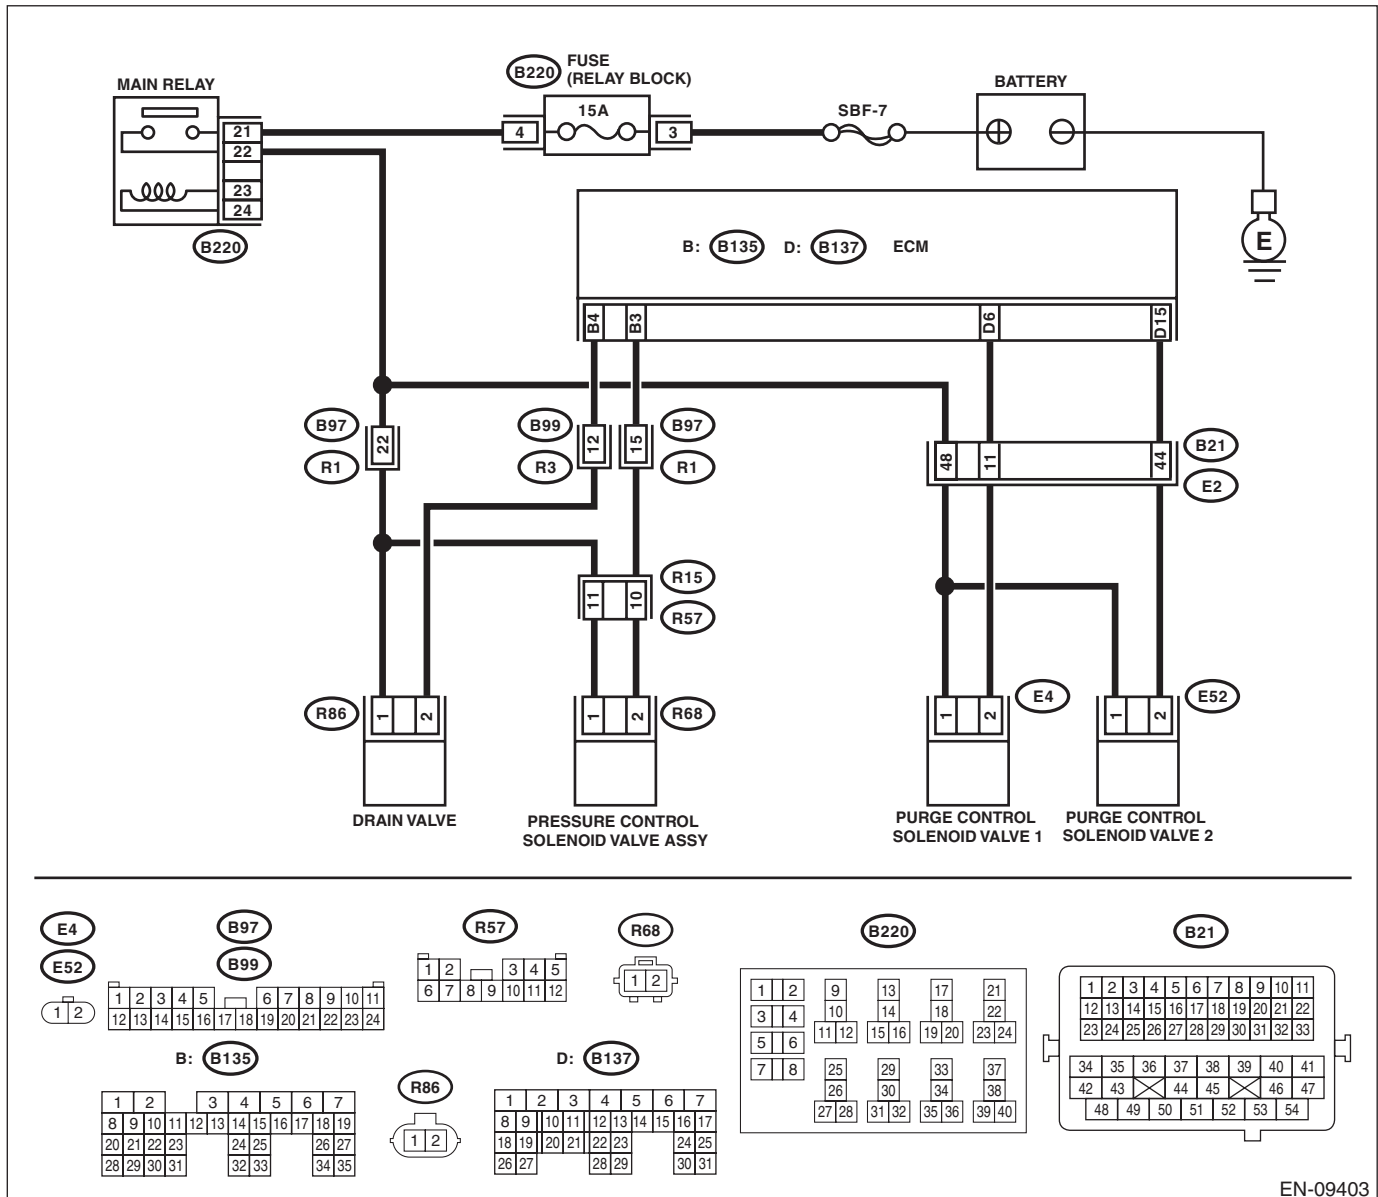 MAIN RELAY
B220
FUSE
(RELAY BLOCK)
15A
4
3
SBF-7
BATTERY
E
21
22
23
24
B220
B: B135 D: B137 ECM
B4 B3 D6 D15
B97
R1
22
B99
R3
12
15
B97
R1
48 11 44
B21
E2
11 10
R15
R57
R86
1 2
1 2
R68
1 2
E4
1 2
E52
DRAIN VALVE
PRESSURE CONTROL
SOLENOID VALVE ASSY
PURGE CONTROL
SOLENOID VALVE 1
PURGE CONTROL
SOLENOID VALVE 2
E4
E52
1 2
B97
B99
1 2 3 4 5 6 7 8 9 10 11
12 13 14 15 16 17 18 19 20 21 22 23 24
R57
1 2 3 4 5
6 7 8 9 10 11 12
R68
1 2
B: B135
1 2 3 4 5 6 7
8 9 10 11 12 13 14 15 16 17 18 19
20 21 22 23 24 25 26 27
28 29 30 31 32 33 34 35
R86
1 2
D: B137
1 2 3 4 5 6 7
8 9 10 11 12 13 14 15 16 17
18 19 20 21 22 23 24 25
26 27 28 29 30 31
B220
1 2 9 13 17 21
3 4 10 14 18 22
11 12 15 16 19 20 23 24
5 6
7 8 25 29 33 37
26 30 34 38
27 28 31 32 35 36 39 40
B21
1 2 3 4 5 6 7 8 9 10 11
12 13 14 15 16 17 18 19 20 21 22
23 24 25 26 27 28 29 30 31 32 33
34 35 36 37 38 39 40 41
42 43 44 45 46 47
48 49 50 51 52 53 54
EN-09403